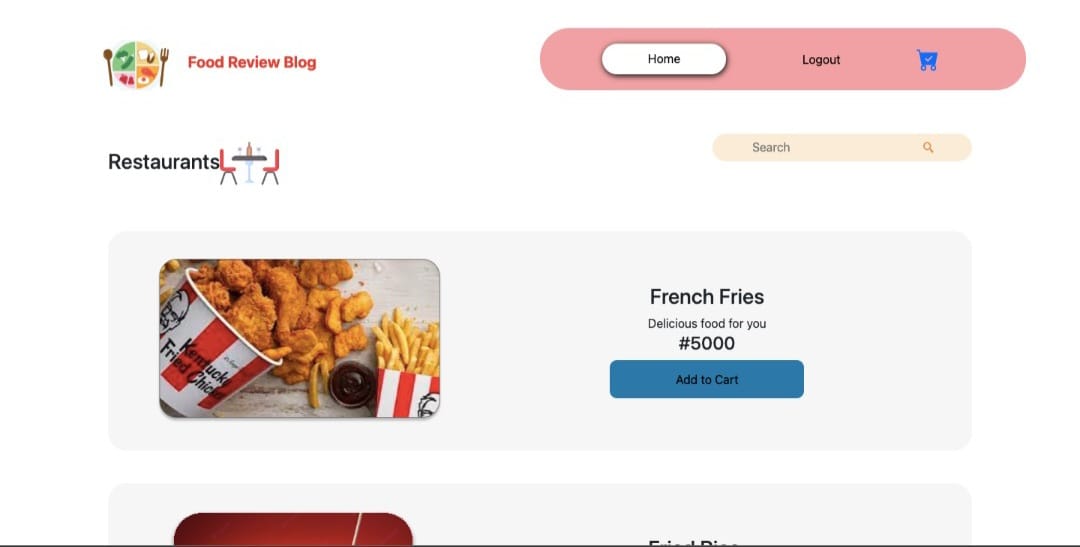 Food Review Blog
Home
Logout
Restaurants
Search
French Fries
Delicious food for you
#5000
Add to Cart
Kentucky
Fried Chicken
Fried Rice